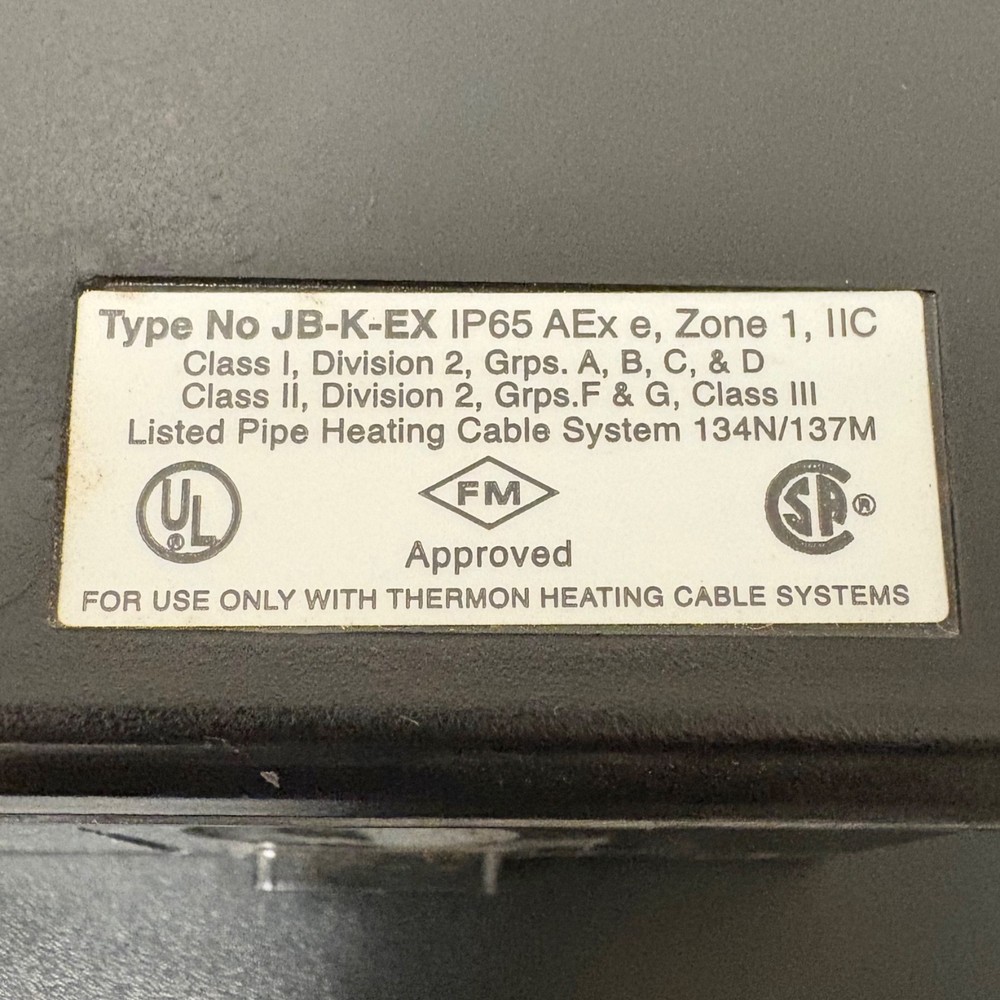 Type No JB-K-EX IP65 AEx e, Zone 1, IIC
Class I, Division 2, Grps. A, B, C, & D
Class II, Division 2, Grps.F & G, Class III
Listed Pipe Heating Cable System 134N/137M
UL® FM SA®
Approved
FOR USE ONLY WITH THERMON HEATING CABLE SYSTEMS